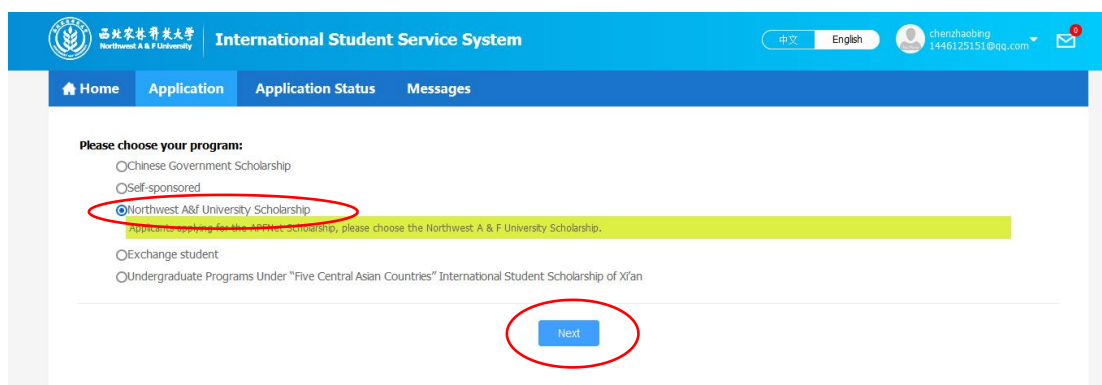 西北农林科技大学
Northwest A & F University
International Student Service System
中文 English
chenzhaobing
1446125151@qq.com
0
Home Application Application Status Messages
Please choose your program:
Chinese Government Scholarship
Self-sponsored
Northwest A&f University Scholarship
Applicants applying for the APFNet Scholarship, please choose the Northwest A & F University Scholarship.
Exchange student
Undergraduate Programs Under “Five Central Asian Countries” International Student Scholarship of Xi’an
Next